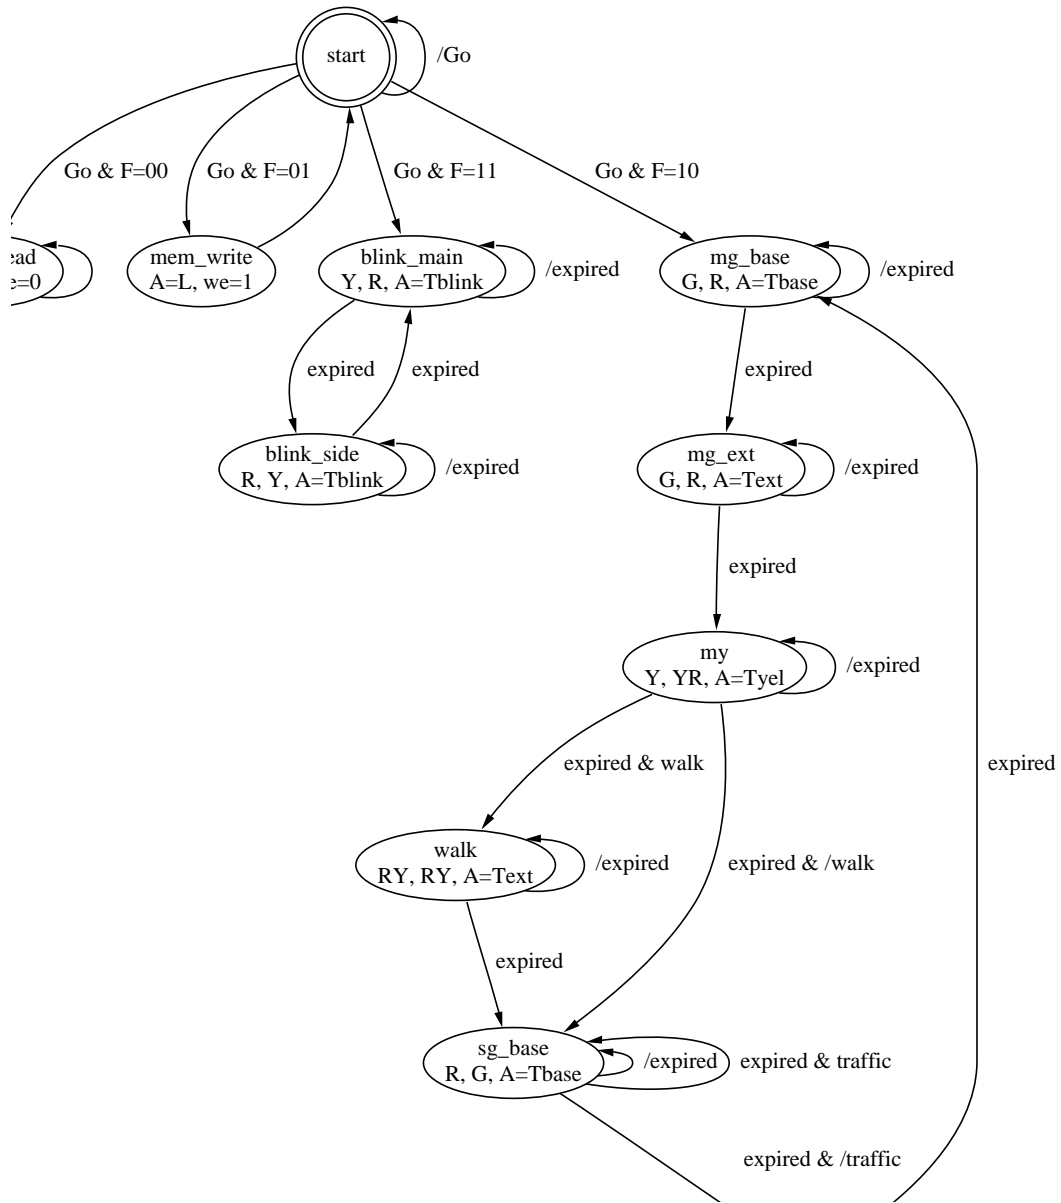 start
/Go
Go & F=00
Go & F=01
Go & F=11
Go & F=10
mem_write
A=L, we=1
blink_main
Y, R, A=Tblink
/expired
mg_base
G, R, A=Tbase
/expired
expired
expired
expired
blink_side
R, Y, A=Tblink
/expired
mg_ext
G, R, A=Text
/expired
expired
my
Y, YR, A=Tyel
/expired
expired & walk
expired
walk
RY, RY, A=Text
/expired
expired & /walk
expired
sg_base
R, G, A=Tbase
/expired
expired & traffic
expired & /traffic